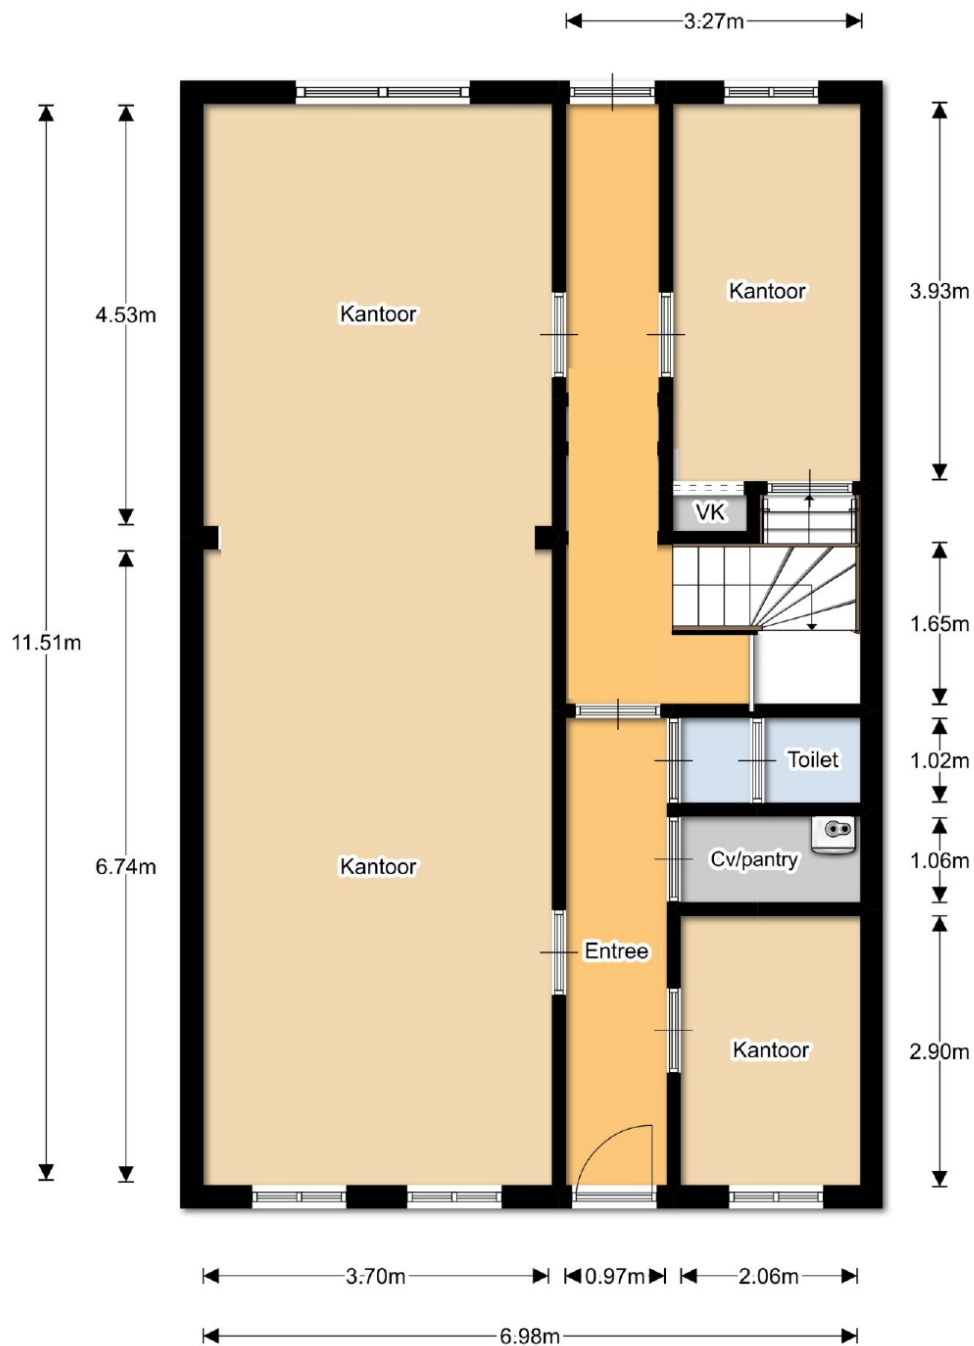 3.27m
Kantoor
Kantoor
3.93m
4.53m
VK
11.51m
1.65m
Toilet
1.02m
Cv/pantry
1.06m
Kantoor
6.74m
Entree
Kantoor
2.90m
3.70m
0.97m
2.06m
6.98m